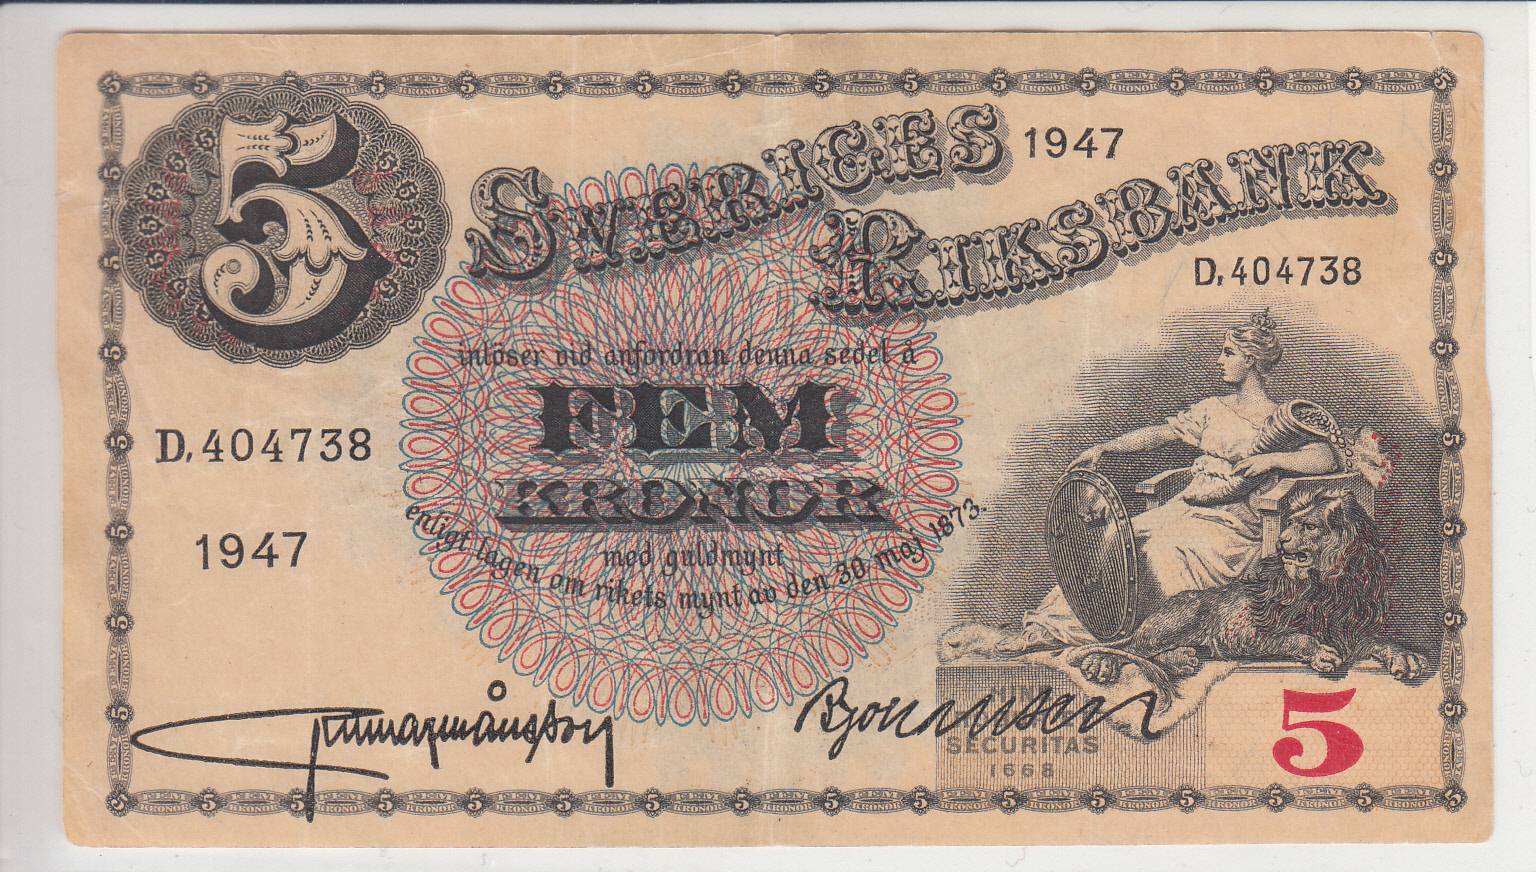 5
SVERIGES 1947
RIKSBANK
D.404738
inlöser vid anfordran denna sedel å
FEM
D.404738
KRONOR
med guldmynt
enligt lagen om rikets mynt av den 30 maj 1873.
1947
SECURITAS
1668
5